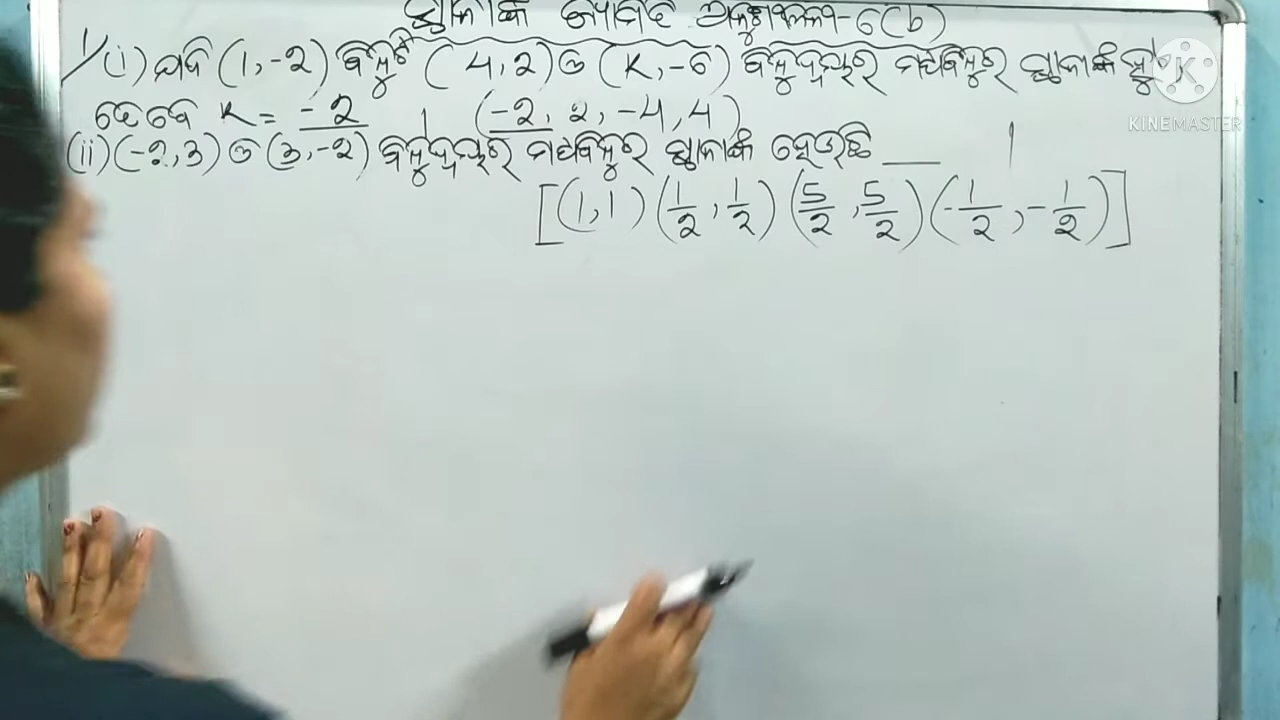 ସ୍ଥାନାଙ୍କ ଜ୍ୟାମିତି ଅନୁଶୀଳନୀ-6(b)
1/(i) ଯଦି (1,-2) ବିନ୍ଦୁଟି (4,2) ଓ (K,-6) ବିନ୍ଦୁଦ୍ୱୟର ମଧ୍ୟବିନ୍ଦୁର ସ୍ଥାନାଙ୍କ ହୁଏ
ତେବେ K = -2 । (-2, 2, -4, 4)
(ii) (-2,3) ଓ (3,-2) ବିନ୍ଦୁଦ୍ୱୟର ମଧ୍ୟବିନ୍ଦୁର ସ୍ଥାନାଙ୍କ ହେଉଛି ___ ।
[(1,1) (1/2, 1/2) (5/2, 5/2) (-1/2, -1/2)]
KINEMASTER